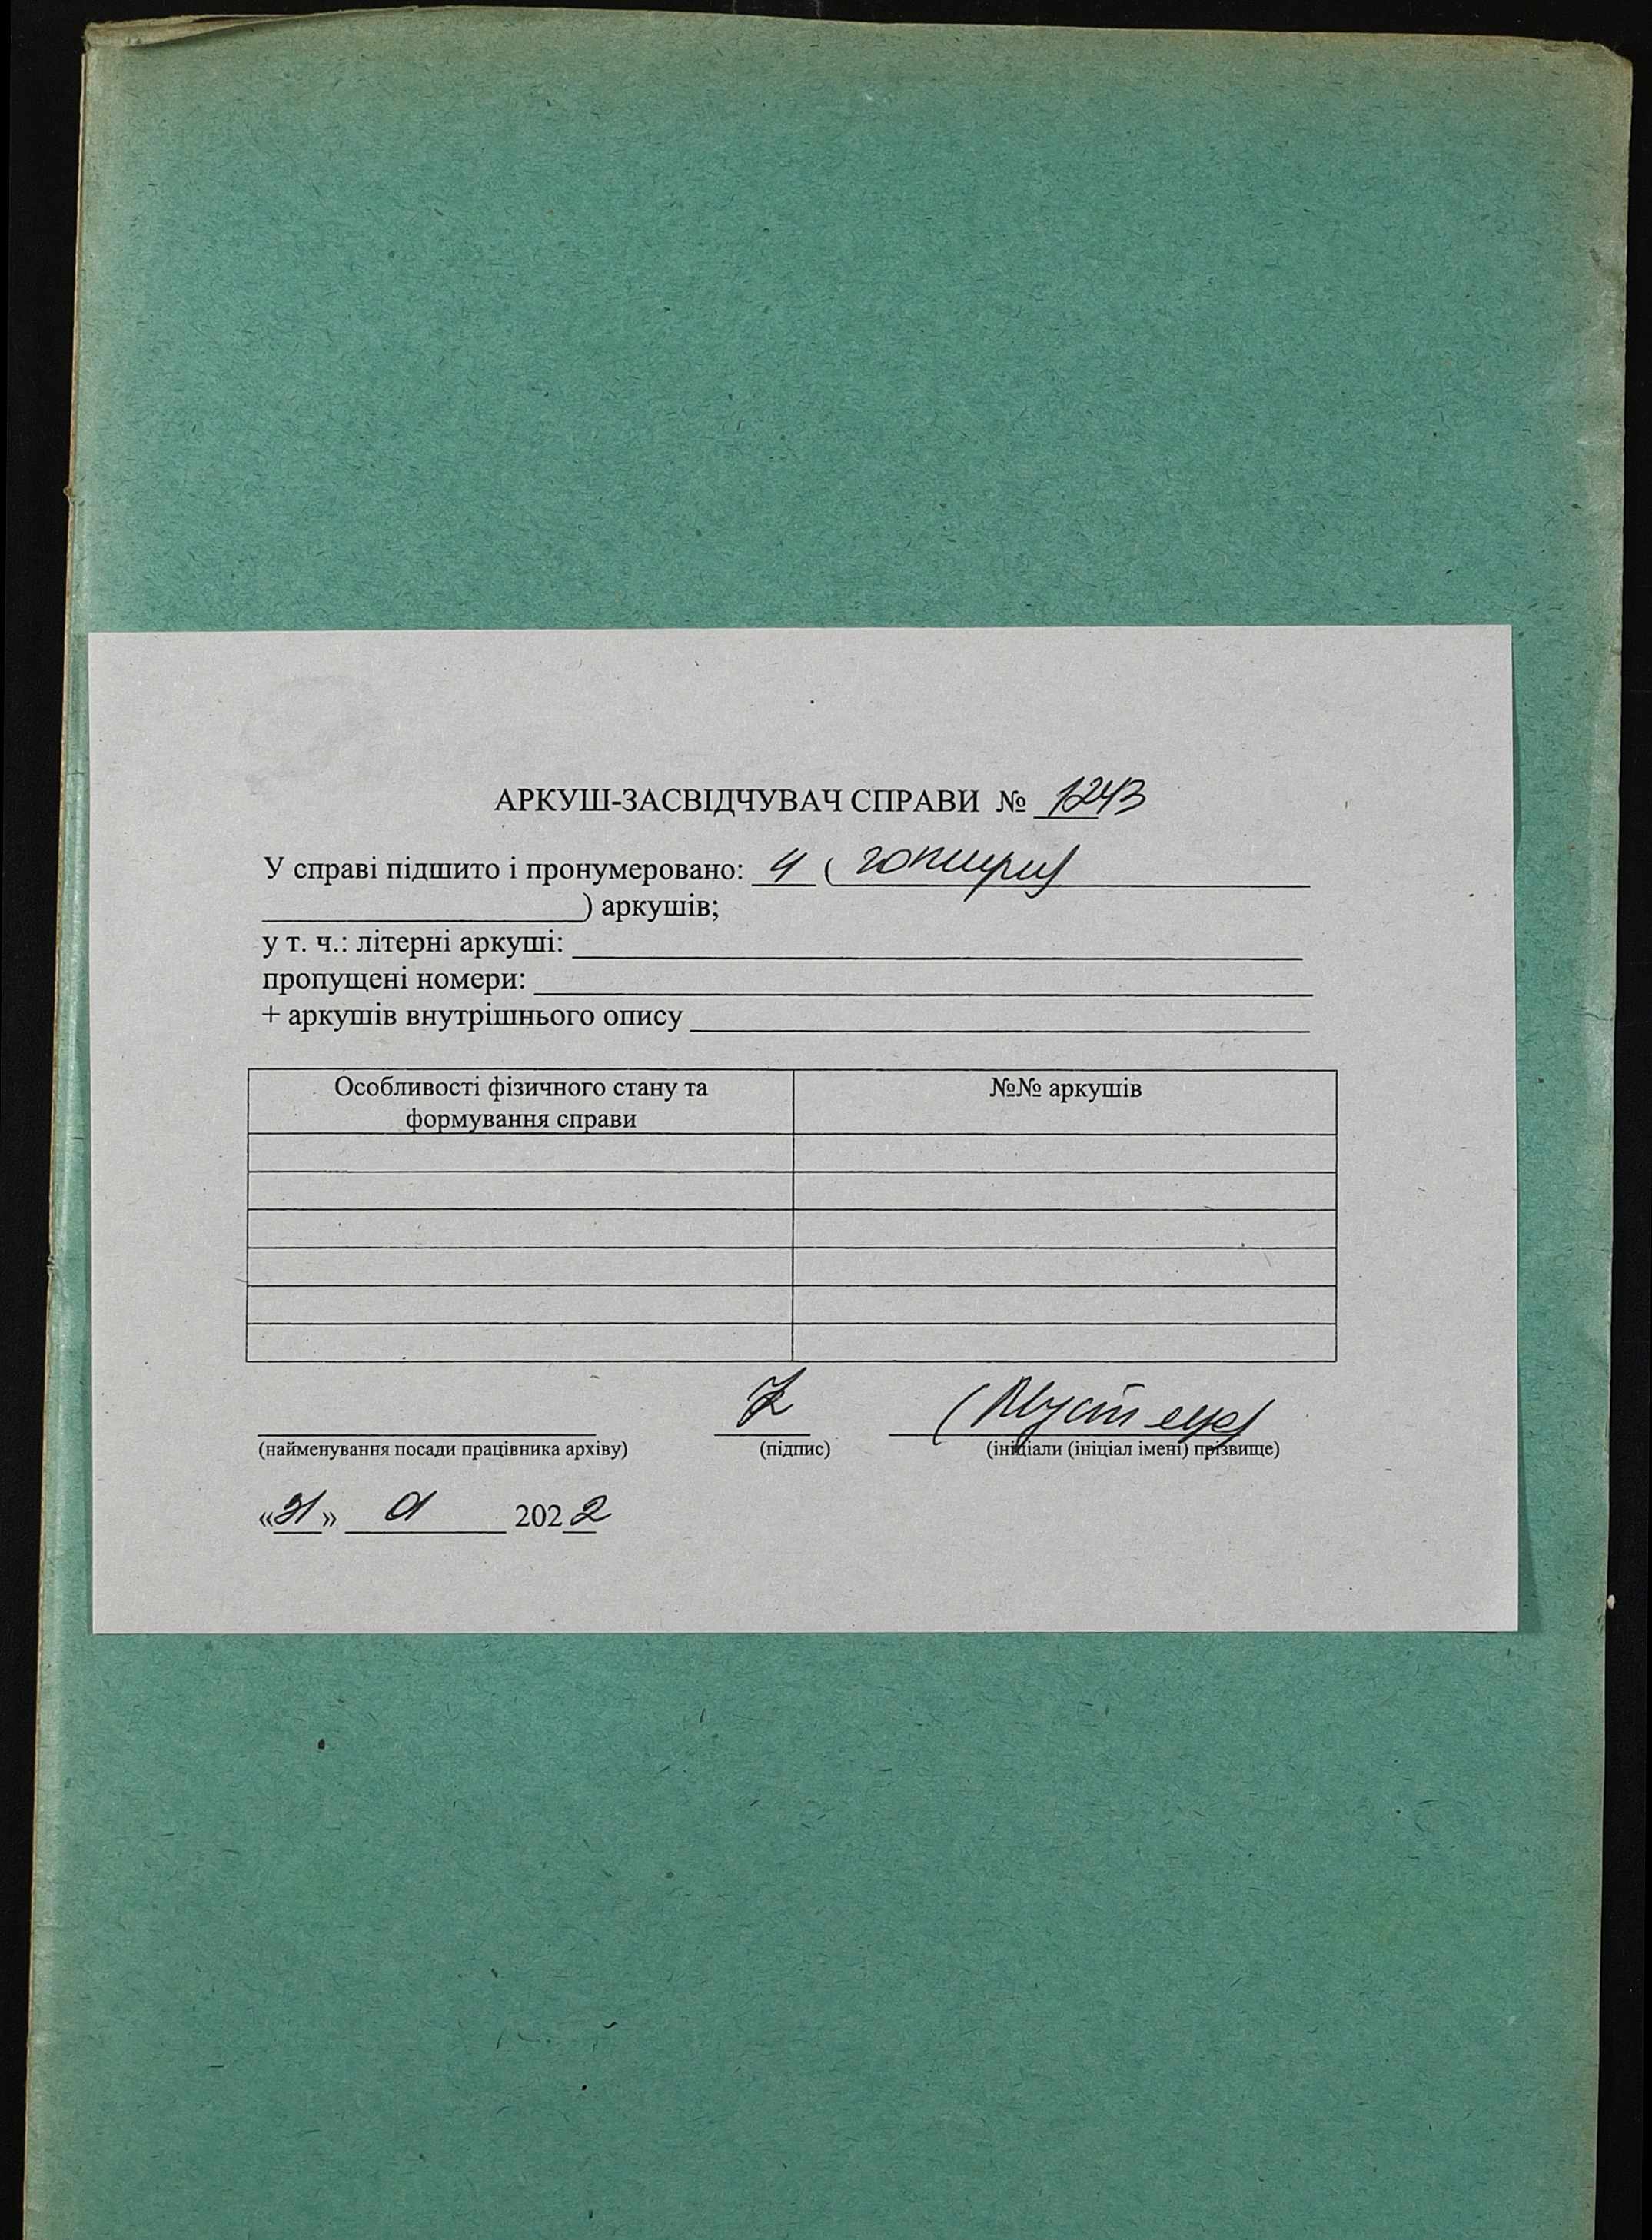 АРКУШ-ЗАСВІДЧУВАЧ СПРАВИ № 1243
У справі підшито і пронумеровано: 4 ( чотири
) аркушів;
у т. ч.: літерні аркуші:
пропущені номери:
+ аркушів внутрішнього опису
Особливості фізичного стану та
формування справи
№№ аркушів
(найменування посади працівника архіву)
(підпис)
(ініціали (ініціал імені) прізвище)
«31» 01 2022